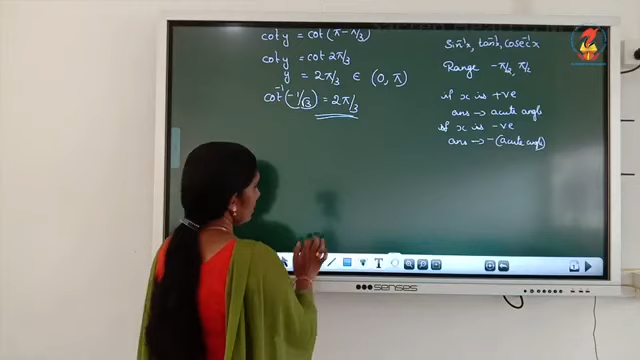 cot y = cot (π − π/3)
cot y = cot 2π/3
y = 2π/3 ∈ (0, π)
cot⁻¹(−1/√3) = 2π/3
Sin⁻¹x, tan⁻¹x, cosec⁻¹x
Range −π/2, π/2
if x is +ve
ans → acute angle
if x is −ve
ans → −(acute angle)
senses